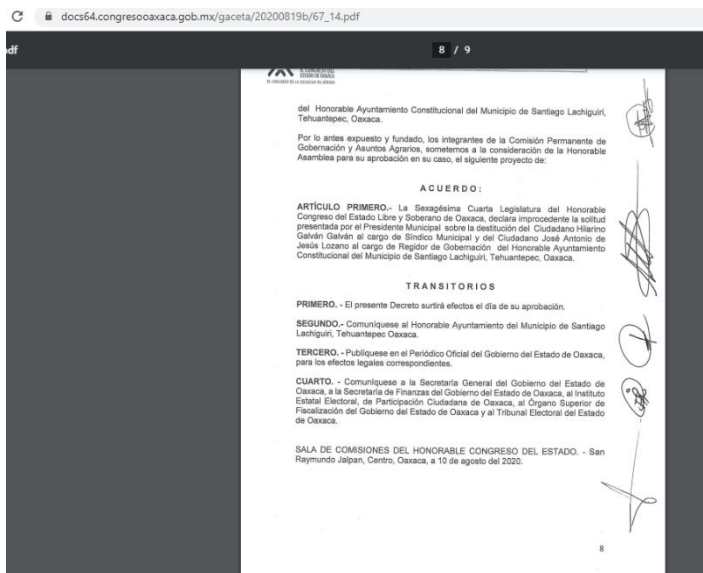 docs64.congresooaxaca.gob.mx/gaceta/20200819b/67_14.pdf
df
8 / 9
EL CONGRESO DEL
ESTADO DE OAXACA
del Honorable Ayuntamiento Constitucional del Municipio de Santiago Lachiguiri,
Tehuantepec, Oaxaca.
Por lo antes expuesto y fundado, los integrantes de la Comisión Permanente de
Gobernación y Asuntos Agrarios, sometemos a la consideración de la Honorable
Asamblea para su aprobación en su caso, el siguiente proyecto de:
A C U E R D O :
ARTÍCULO PRIMERO.- La Sexagésima Cuarta Legislatura del Honorable
Congreso del Estado Libre y Soberano de Oaxaca, declara improcedente la solitud
presentada por el Presidente Municipal sobre la destitución del Ciudadano Hilarino
Galván Galván al cargo de Síndico Municipal y del Ciudadano José Antonio de
Jesús Lozano al cargo de Regidor de Gobernación del Honorable Ayuntamiento
Constitucional del Municipio de Santiago Lachiguiri, Tehuantepec, Oaxaca.
T R A N S I T O R I O S
PRIMERO. - El presente Decreto surtirá efectos el día de su aprobación.
SEGUNDO.- Comuníquese al Honorable Ayuntamiento del Municipio de Santiago
Lachiguiri, Tehuantepec Oaxaca.
TERCERO. - Publíquese en el Periódico Oficial del Gobierno del Estado de Oaxaca,
para los efectos legales correspondientes.
CUARTO. - Comuníquese a la Secretaria General del Gobierno del Estado de
Oaxaca, a la Secretaría de Finanzas del Gobierno del Estado de Oaxaca, al Instituto
Estatal Electoral, de Participación Ciudadana de Oaxaca, al Órgano Superior de
Fiscalización del Gobierno del Estado de Oaxaca y al Tribunal Electoral del Estado
de Oaxaca.
SALA DE COMISIONES DEL HONORABLE CONGRESO DEL ESTADO. - San
Raymundo Jalpan, Centro, Oaxaca, a 10 de agosto del 2020.
8